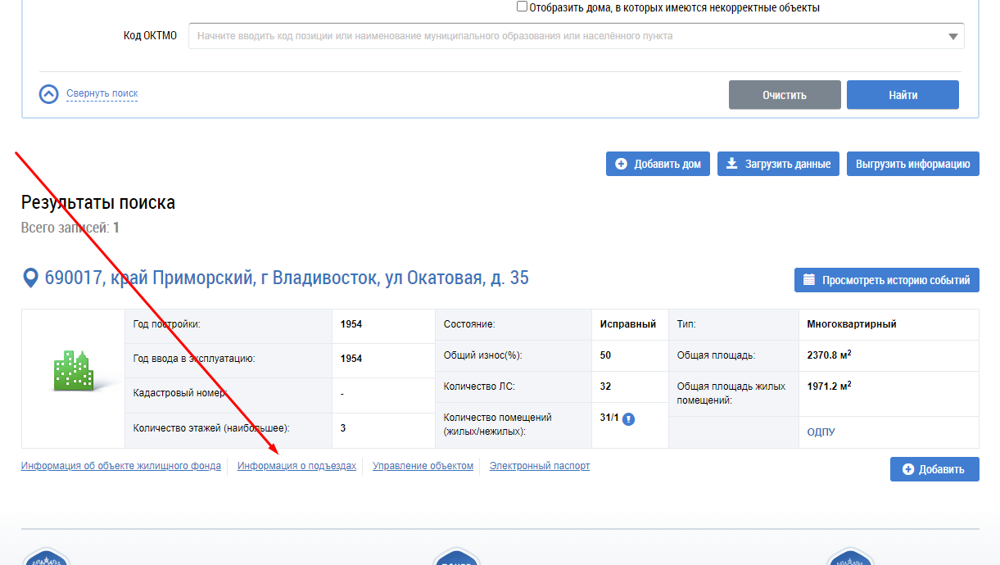 Отобразить дома, в которых имеются некорректные объекты
Код ОКТМО
Начните вводить код позиции или наименование муниципального образования или населённого пункта
Свернуть поиск
Очистить
Найти
Добавить дом
Загрузить данные
Выгрузить информацию
Результаты поиска
Всего записей: 1
690017, край Приморский, г Владивосток, ул Окатовая, д. 35
Просмотреть историю событий
Год постройки:
1954
Год ввода в эксплуатацию:
1954
Кадастровый номер:
-
Количество этажей (наибольшее):
3
Состояние:
Исправный
Общий износ(%):
50
Количество ЛС:
32
Количество помещений
(жилых/нежилых):
31/1
Тип:
Многоквартирный
Общая площадь:
2370.8 м²
Общая площадь жилых
помещений:
1971.2 м²
ОДПУ
Информация об объекте жилищного фонда
Информация о подъездах
Управление объектом
Электронный паспорт
Добавить